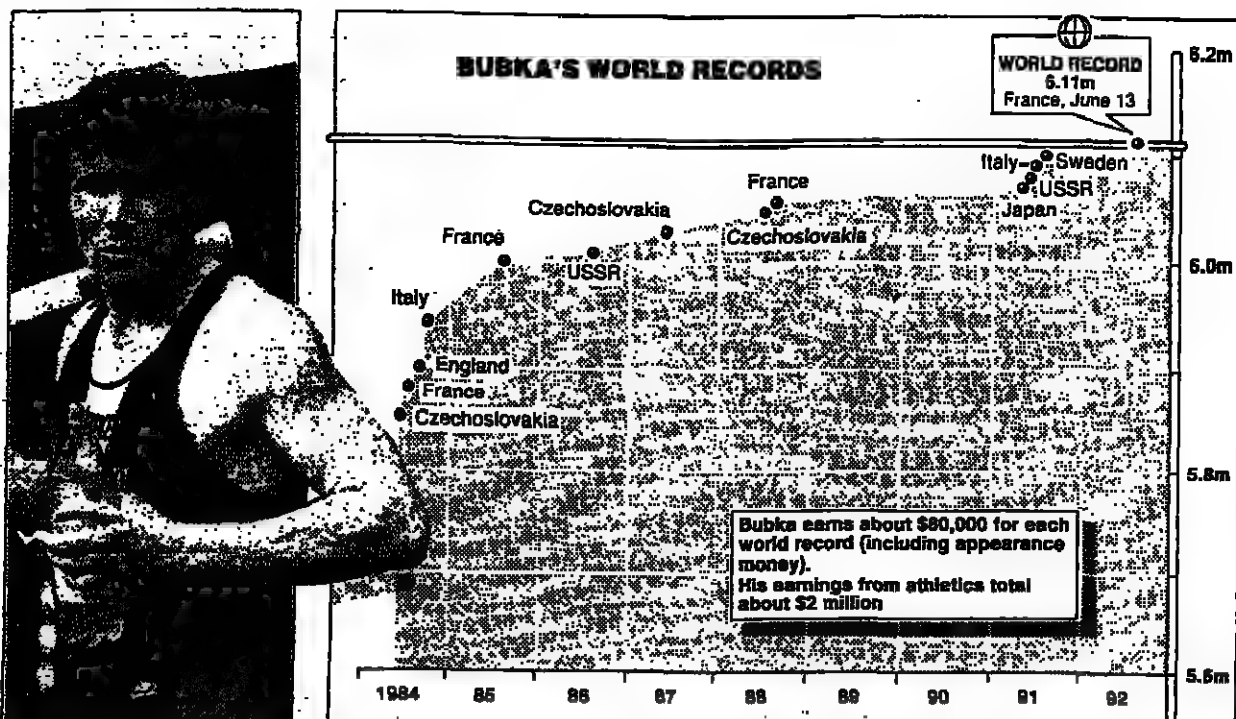 BUBKA'S WORLD RECORDS
WORLD RECORD
6.11m
France, June 13
6.2m
Italy
Sweden
USSR
Japan
France
Czechoslovakia
Czechoslovakia
France
USSR
6.0m
Italy
England
France
Czechoslovakia
5.8m
Bubka earns about $80,000 for each
world record (including appearance
money).
His earnings from athletics total
about $2 million
5.6m
1984 85 86 87 88 89 90 91 92